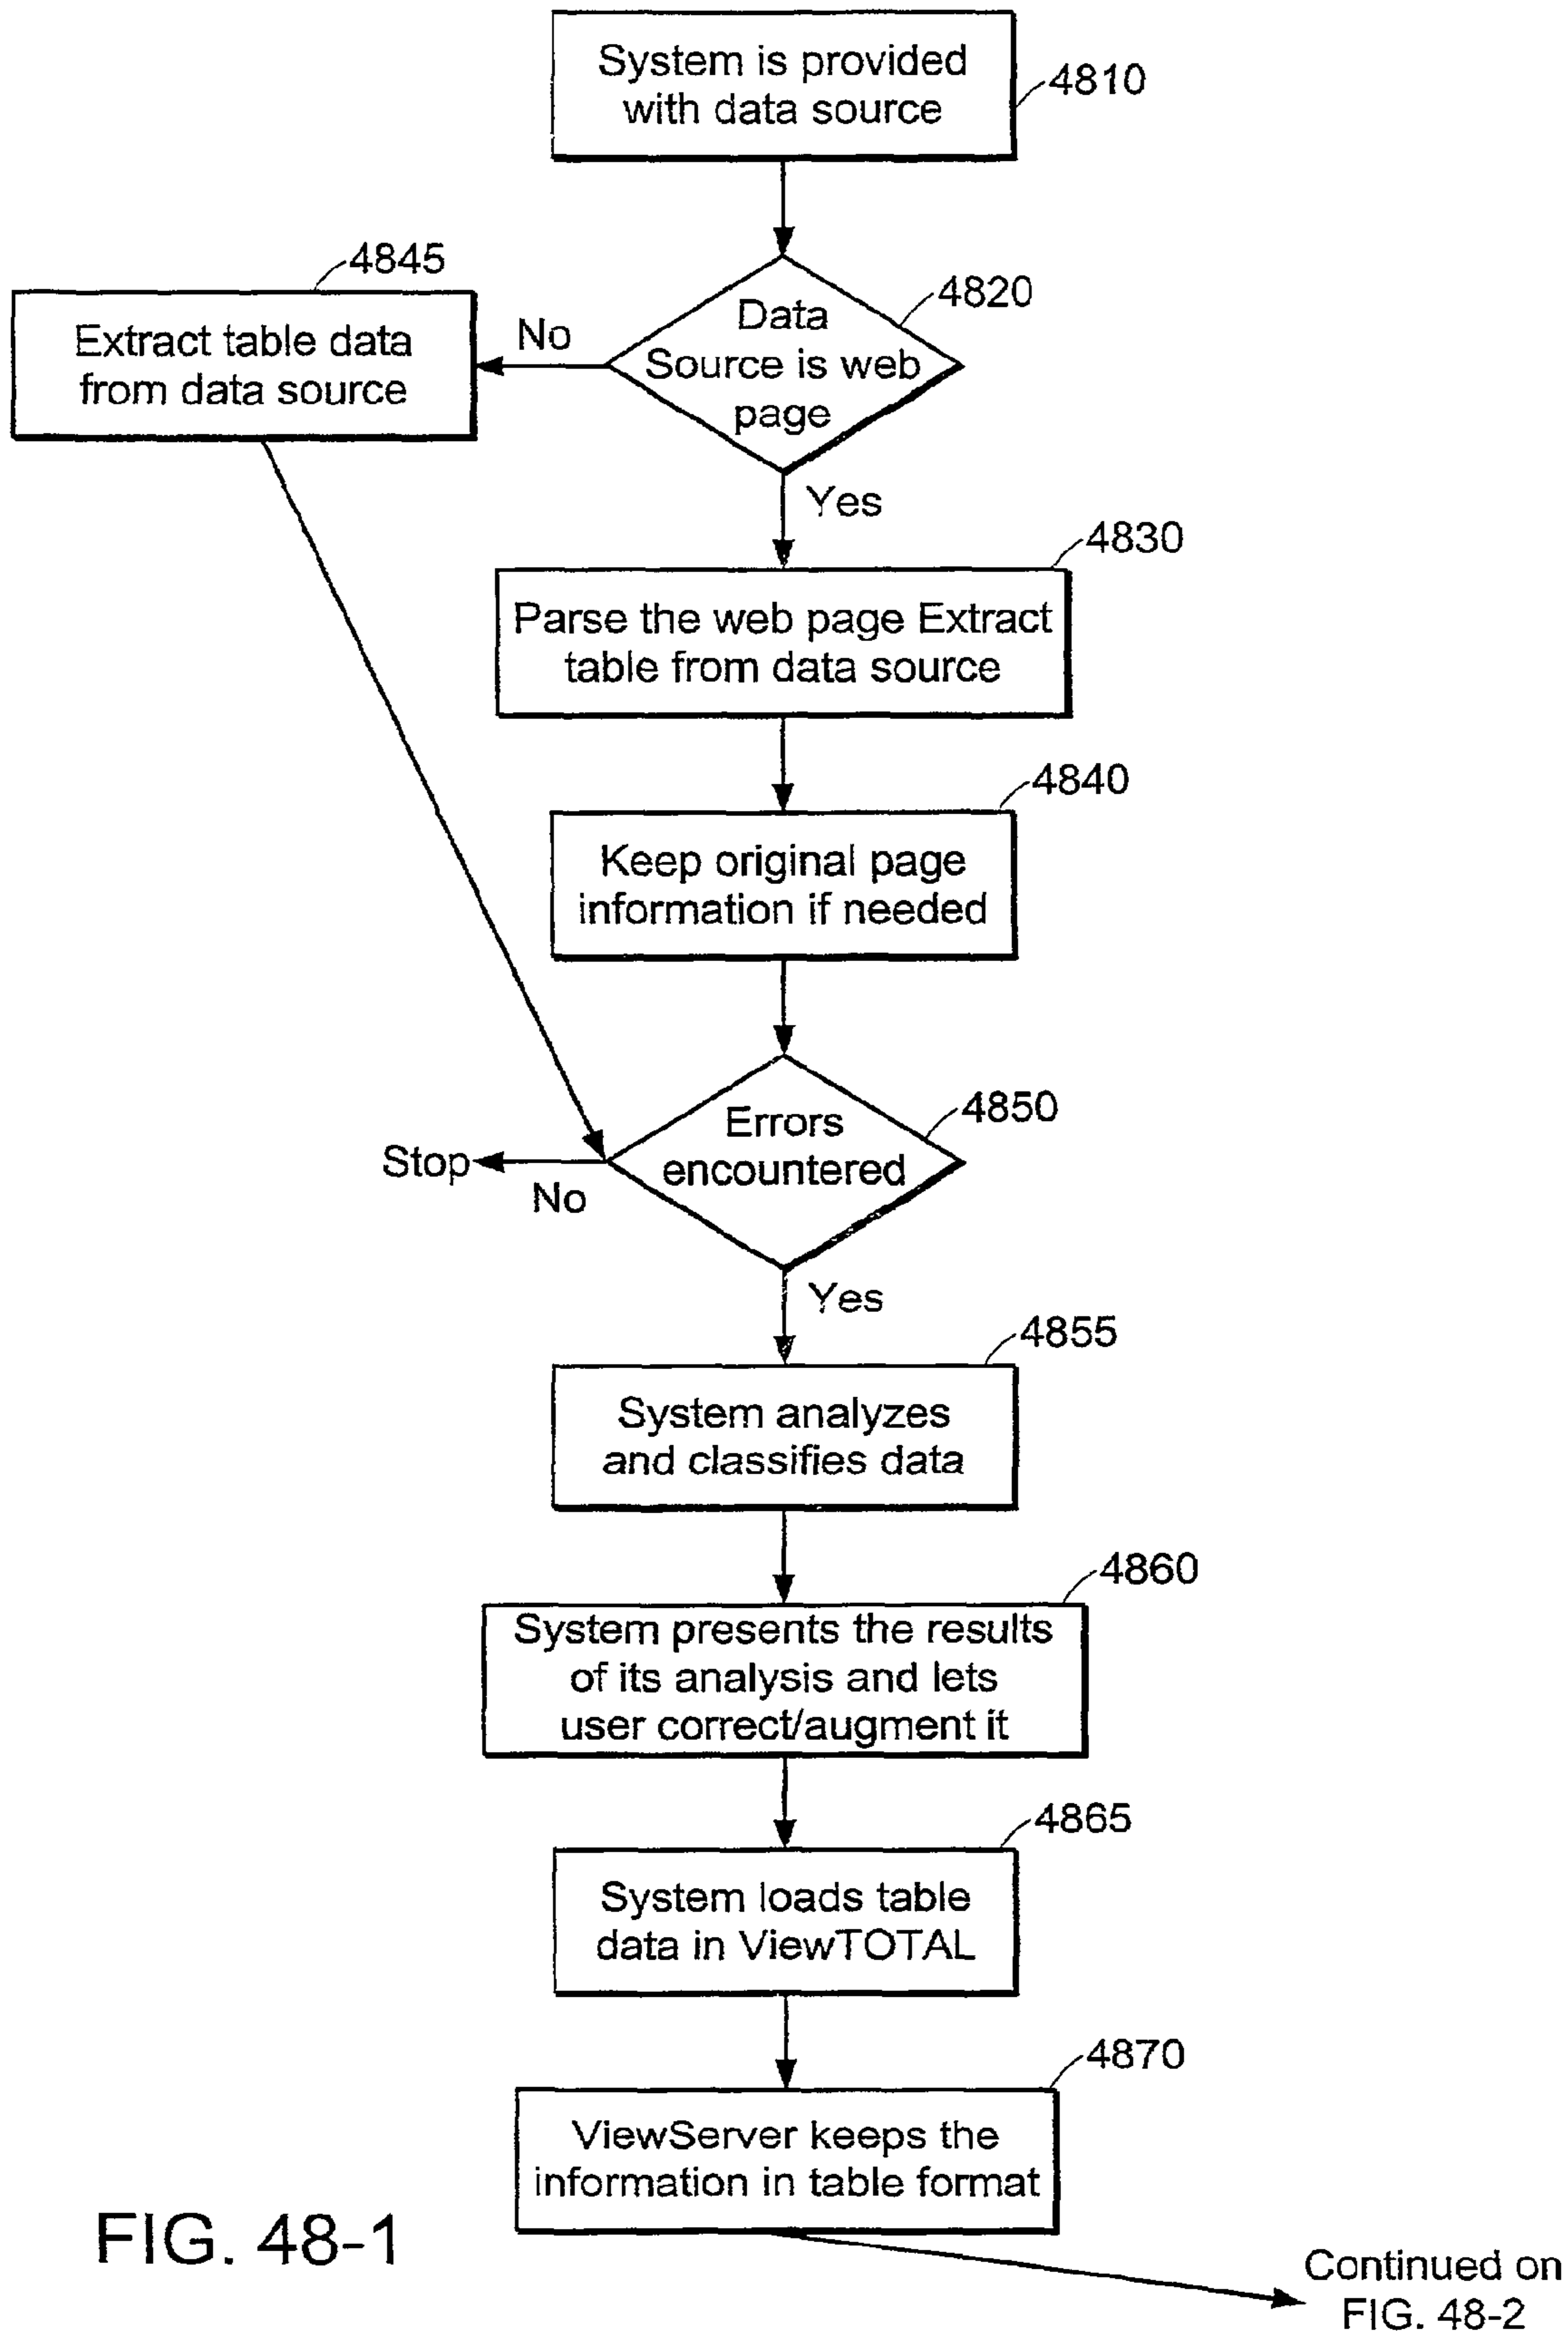 System is provided
with data source
4810
4845
Extract table data
from data source
No
Data
Source is web
page
4820
Yes
4830
Parse the web page Extract
table from data source
4840
Keep original page
information if needed
Errors
encountered
4850
Stop
No
Yes
4855
System analyzes
and classifies data
4860
System presents the results
of its analysis and lets
user correct/augment it
4865
System loads table
data in ViewTOTAL
4870
ViewServer keeps the
information in table format
FIG. 48-1
Continued on
FIG. 48-2